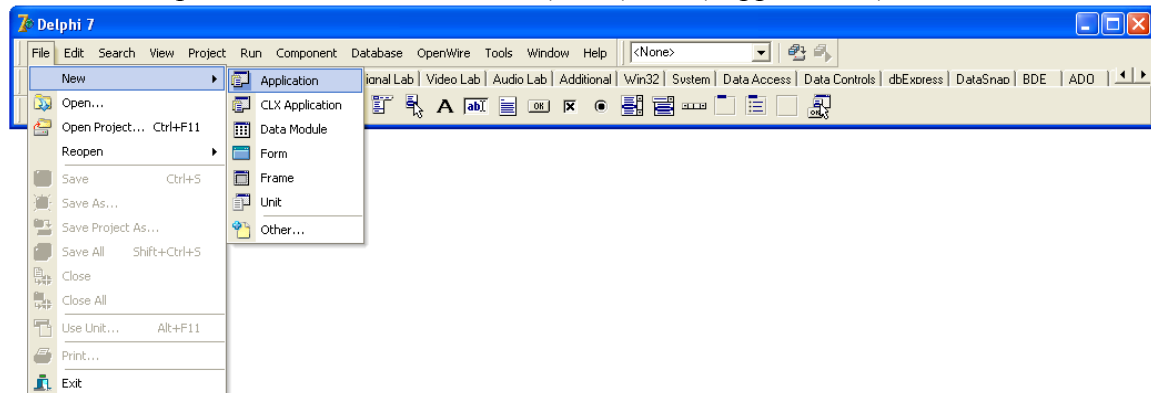 Delphi 7
File Edit Search View Project Run Component Database OpenWire Tools Window Help <None>
ional Lab Video Lab Audio Lab Additional Win32 System Data Access Data Controls dbExpress DataSnap BDE ADO
New
Open...
Open Project... Ctrl+F11
Reopen
Save Ctrl+S
Save As...
Save Project As...
Save All Shift+Ctrl+S
Close
Close All
Use Unit... Alt+F11
Print...
Exit
Application
CLX Application
Data Module
Form
Frame
Unit
Other...
A abI OK